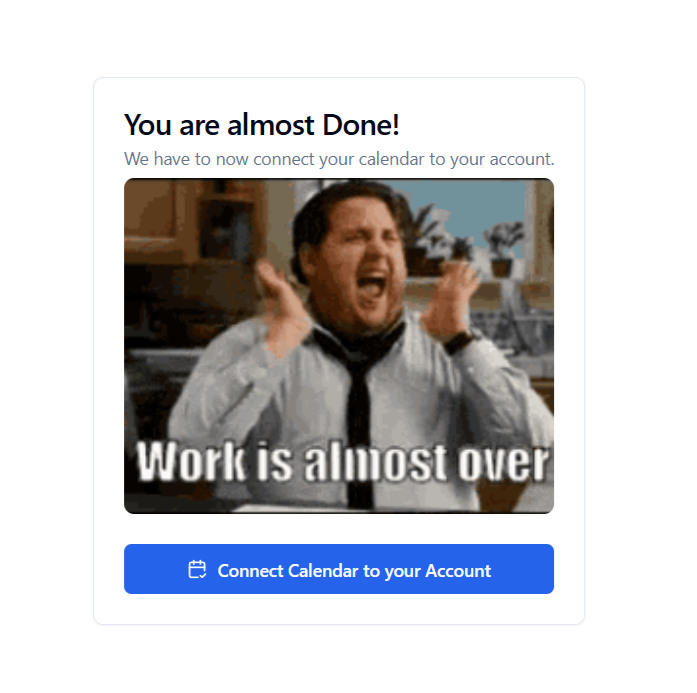 You are almost Done!
We have to now connect your calendar to your account.
Work is almost over
Connect Calendar to your Account